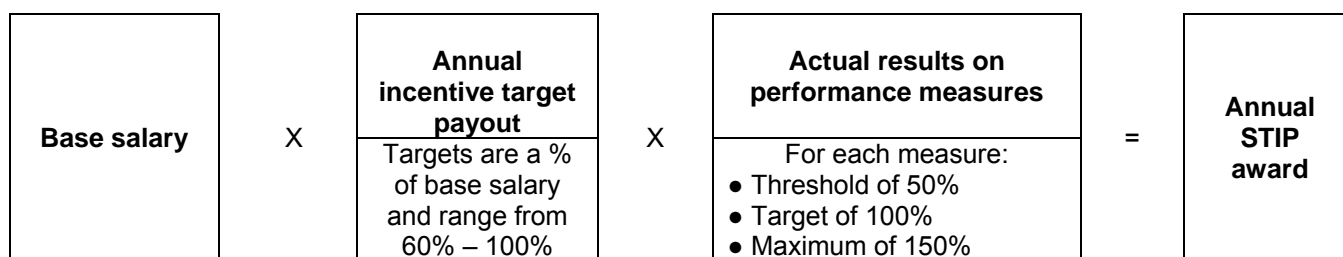 Base salary
X
Annual
incentive target
payout
Targets are a %
of base salary
and range from
60% – 100%
X
Actual results on
performance measures
For each measure:
● Threshold of 50%
● Target of 100%
● Maximum of 150%
=
Annual
STIP
award